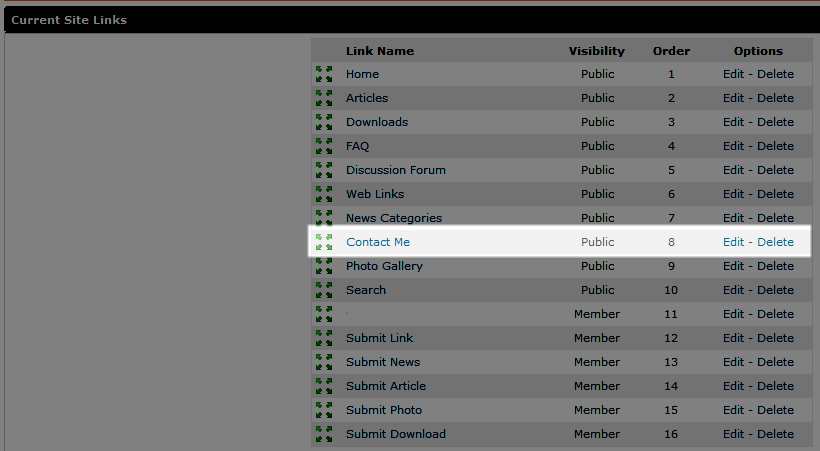 Current Site Links
Link Name Visibility Order Options
Home Public 1 Edit - Delete
Articles Public 2 Edit - Delete
Downloads Public 3 Edit - Delete
FAQ Public 4 Edit - Delete
Discussion Forum Public 5 Edit - Delete
Web Links Public 6 Edit - Delete
News Categories Public 7 Edit - Delete
Contact Me Public 8 Edit - Delete
Photo Gallery Public 9 Edit - Delete
Search Public 10 Edit - Delete
Member 11 Edit - Delete
Submit Link Member 12 Edit - Delete
Submit News Member 13 Edit - Delete
Submit Article Member 14 Edit - Delete
Submit Photo Member 15 Edit - Delete
Submit Download Member 16 Edit - Delete